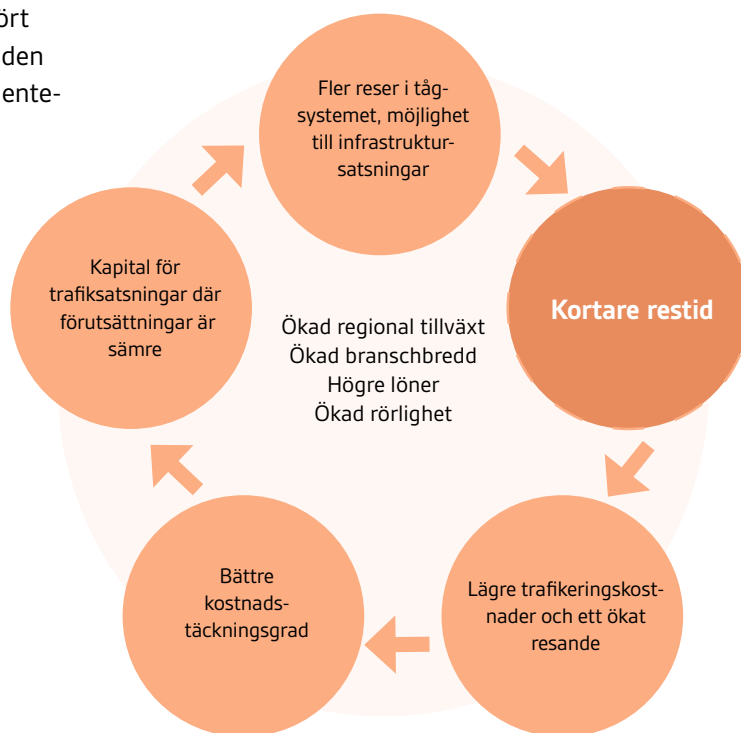 ört
den
ente-
Fler reser i tåg-
systemet, möjlighet
till infrastruktur-
satsningar
Kortare restid
Lägre trafikeringskost-
nader och ett ökat
resande
Bättre
kostnads-
täckningsgrad
Kapital för
trafiksatsningar där
förutsättningar är
sämre
Ökad regional tillväxt
Ökad branschbredd
Högre löner
Ökad rörlighet